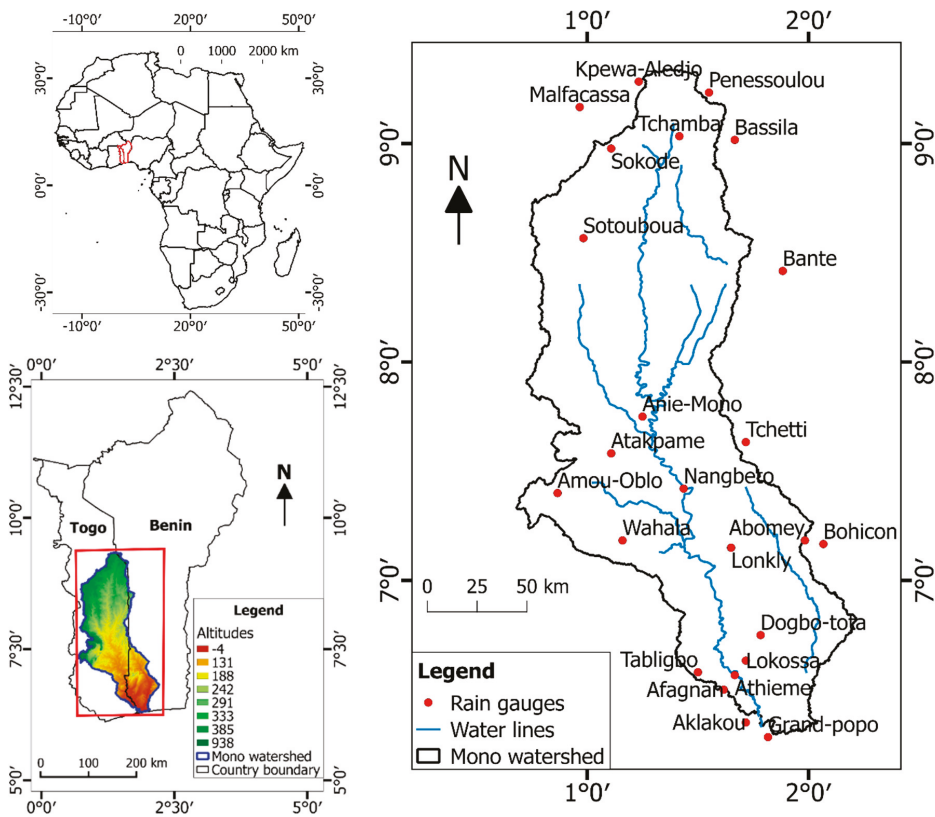 -10°0′ 20°0′ 50°0′
0 1000 2000 km
30°0′ 30°0′
0°0′ 0°0′
-30°0′ -30°0′
-10°0′ 20°0′ 50°0′
0°0′ 2°30′ 5°0′
12°30′ 12°30′
N
10°0′ 10°0′
Togo Benin
7°30′ 7°30′
Legend
Altitudes
-4
131
188
242
291
333
385
938
Mono watershed
Country boundary
0 100 200 km
5°0′ 5°0′
0°0′ 2°30′ 5°0′
1°0′ 2°0′
Kpewa-Aledjo
Penessoulou
Malfacassa
Tchamba
Bassila
9°0′ 9°0′
Sokode
N
Sotouboua
Bante
8°0′ 8°0′
Anie-Mono
Tchetti
Atakpame
Amou-Oblo
Nangbeto
Wahala
Abomey
Bohicon
Lonkly
0 25 50 km
7°0′ 7°0′
Dogbo-tota
Tabligbo
Lokossa
Afagnan
Athieme
Aklakou
Grand-popo
Legend
Rain gauges
Water lines
Mono watershed
1°0′ 2°0′